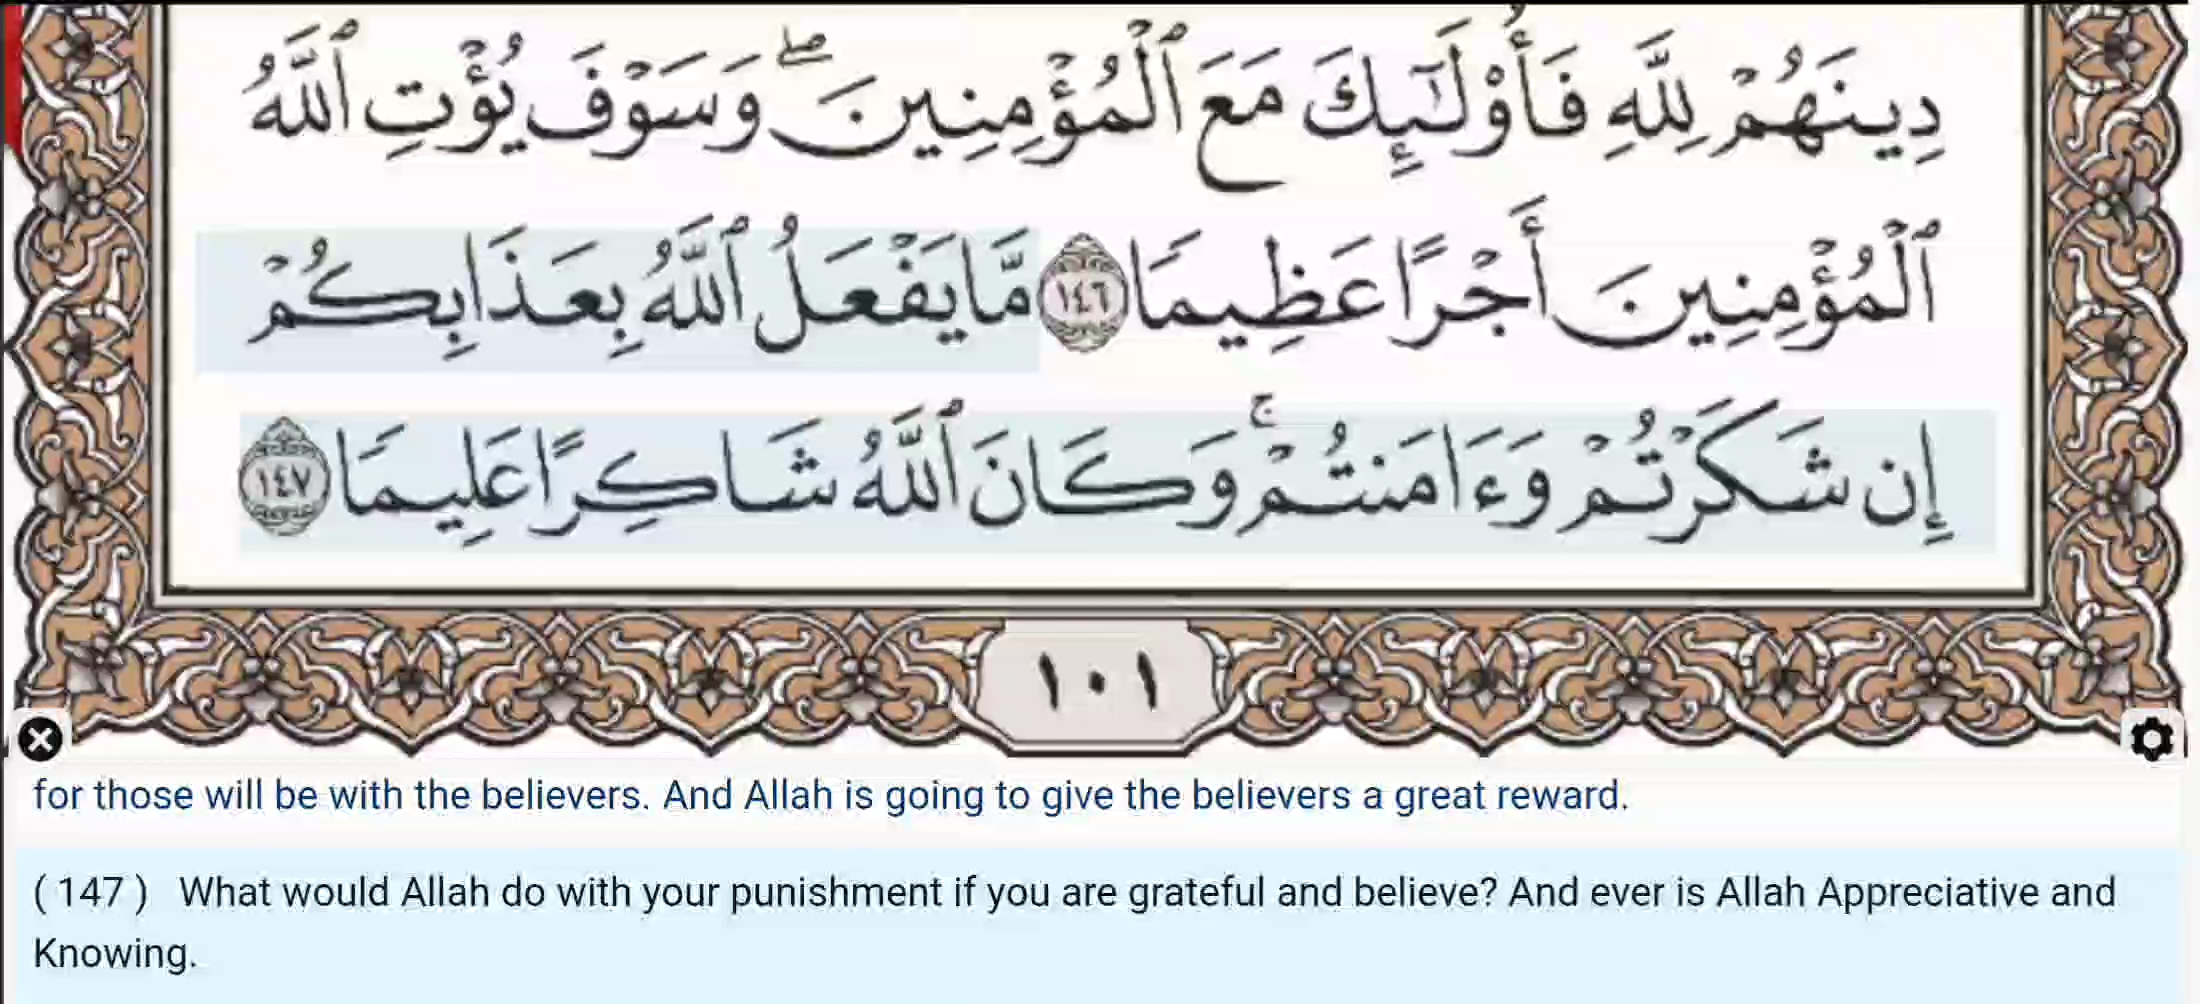 دِينَهُمْ لِلَّهِ فَأُوْلَٰٓئِكَ مَعَ ٱلْمُؤْمِنِينَۖ وَسَوْفَ يُؤْتِ ٱللَّهُ
ٱلْمُؤْمِنِينَ أَجْرًا عَظِيمًا ١٤٦ مَّا يَفْعَلُ ٱللَّهُ بِعَذَابِكُمْ
إِن شَكَرْتُمْ وَءَامَنتُمْۚ وَكَانَ ٱللَّهُ شَاكِرًا عَلِيمًا ١٤٧
١٠١
for those will be with the believers. And Allah is going to give the believers a great reward.
( 147 ) What would Allah do with your punishment if you are grateful and believe? And ever is Allah Appreciative and
Knowing.